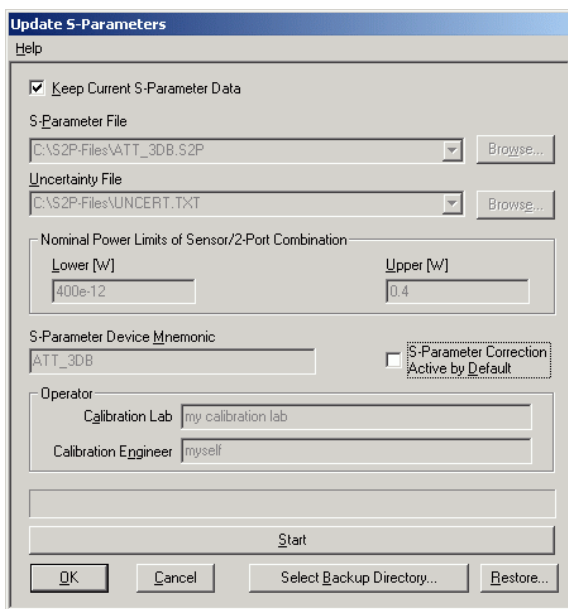 Update S-Parameters
Help
Keep Current S-Parameter Data
S-Parameter File
C:\S2P-Files\ATT_3DB.S2P
Browse...
Uncertainty File
C:\S2P-Files\UNCERT.TXT
Browse...
Nominal Power Limits of Sensor/2-Port Combination
Lower [W]
Upper [W]
400e-12
0.4
S-Parameter Device Mnemonic
ATT_3DB
S-Parameter Correction
Active by Default
Operator
Calibration Lab
my calibration lab
Calibration Engineer
myself
Start
OK
Cancel
Select Backup Directory...
Restore...